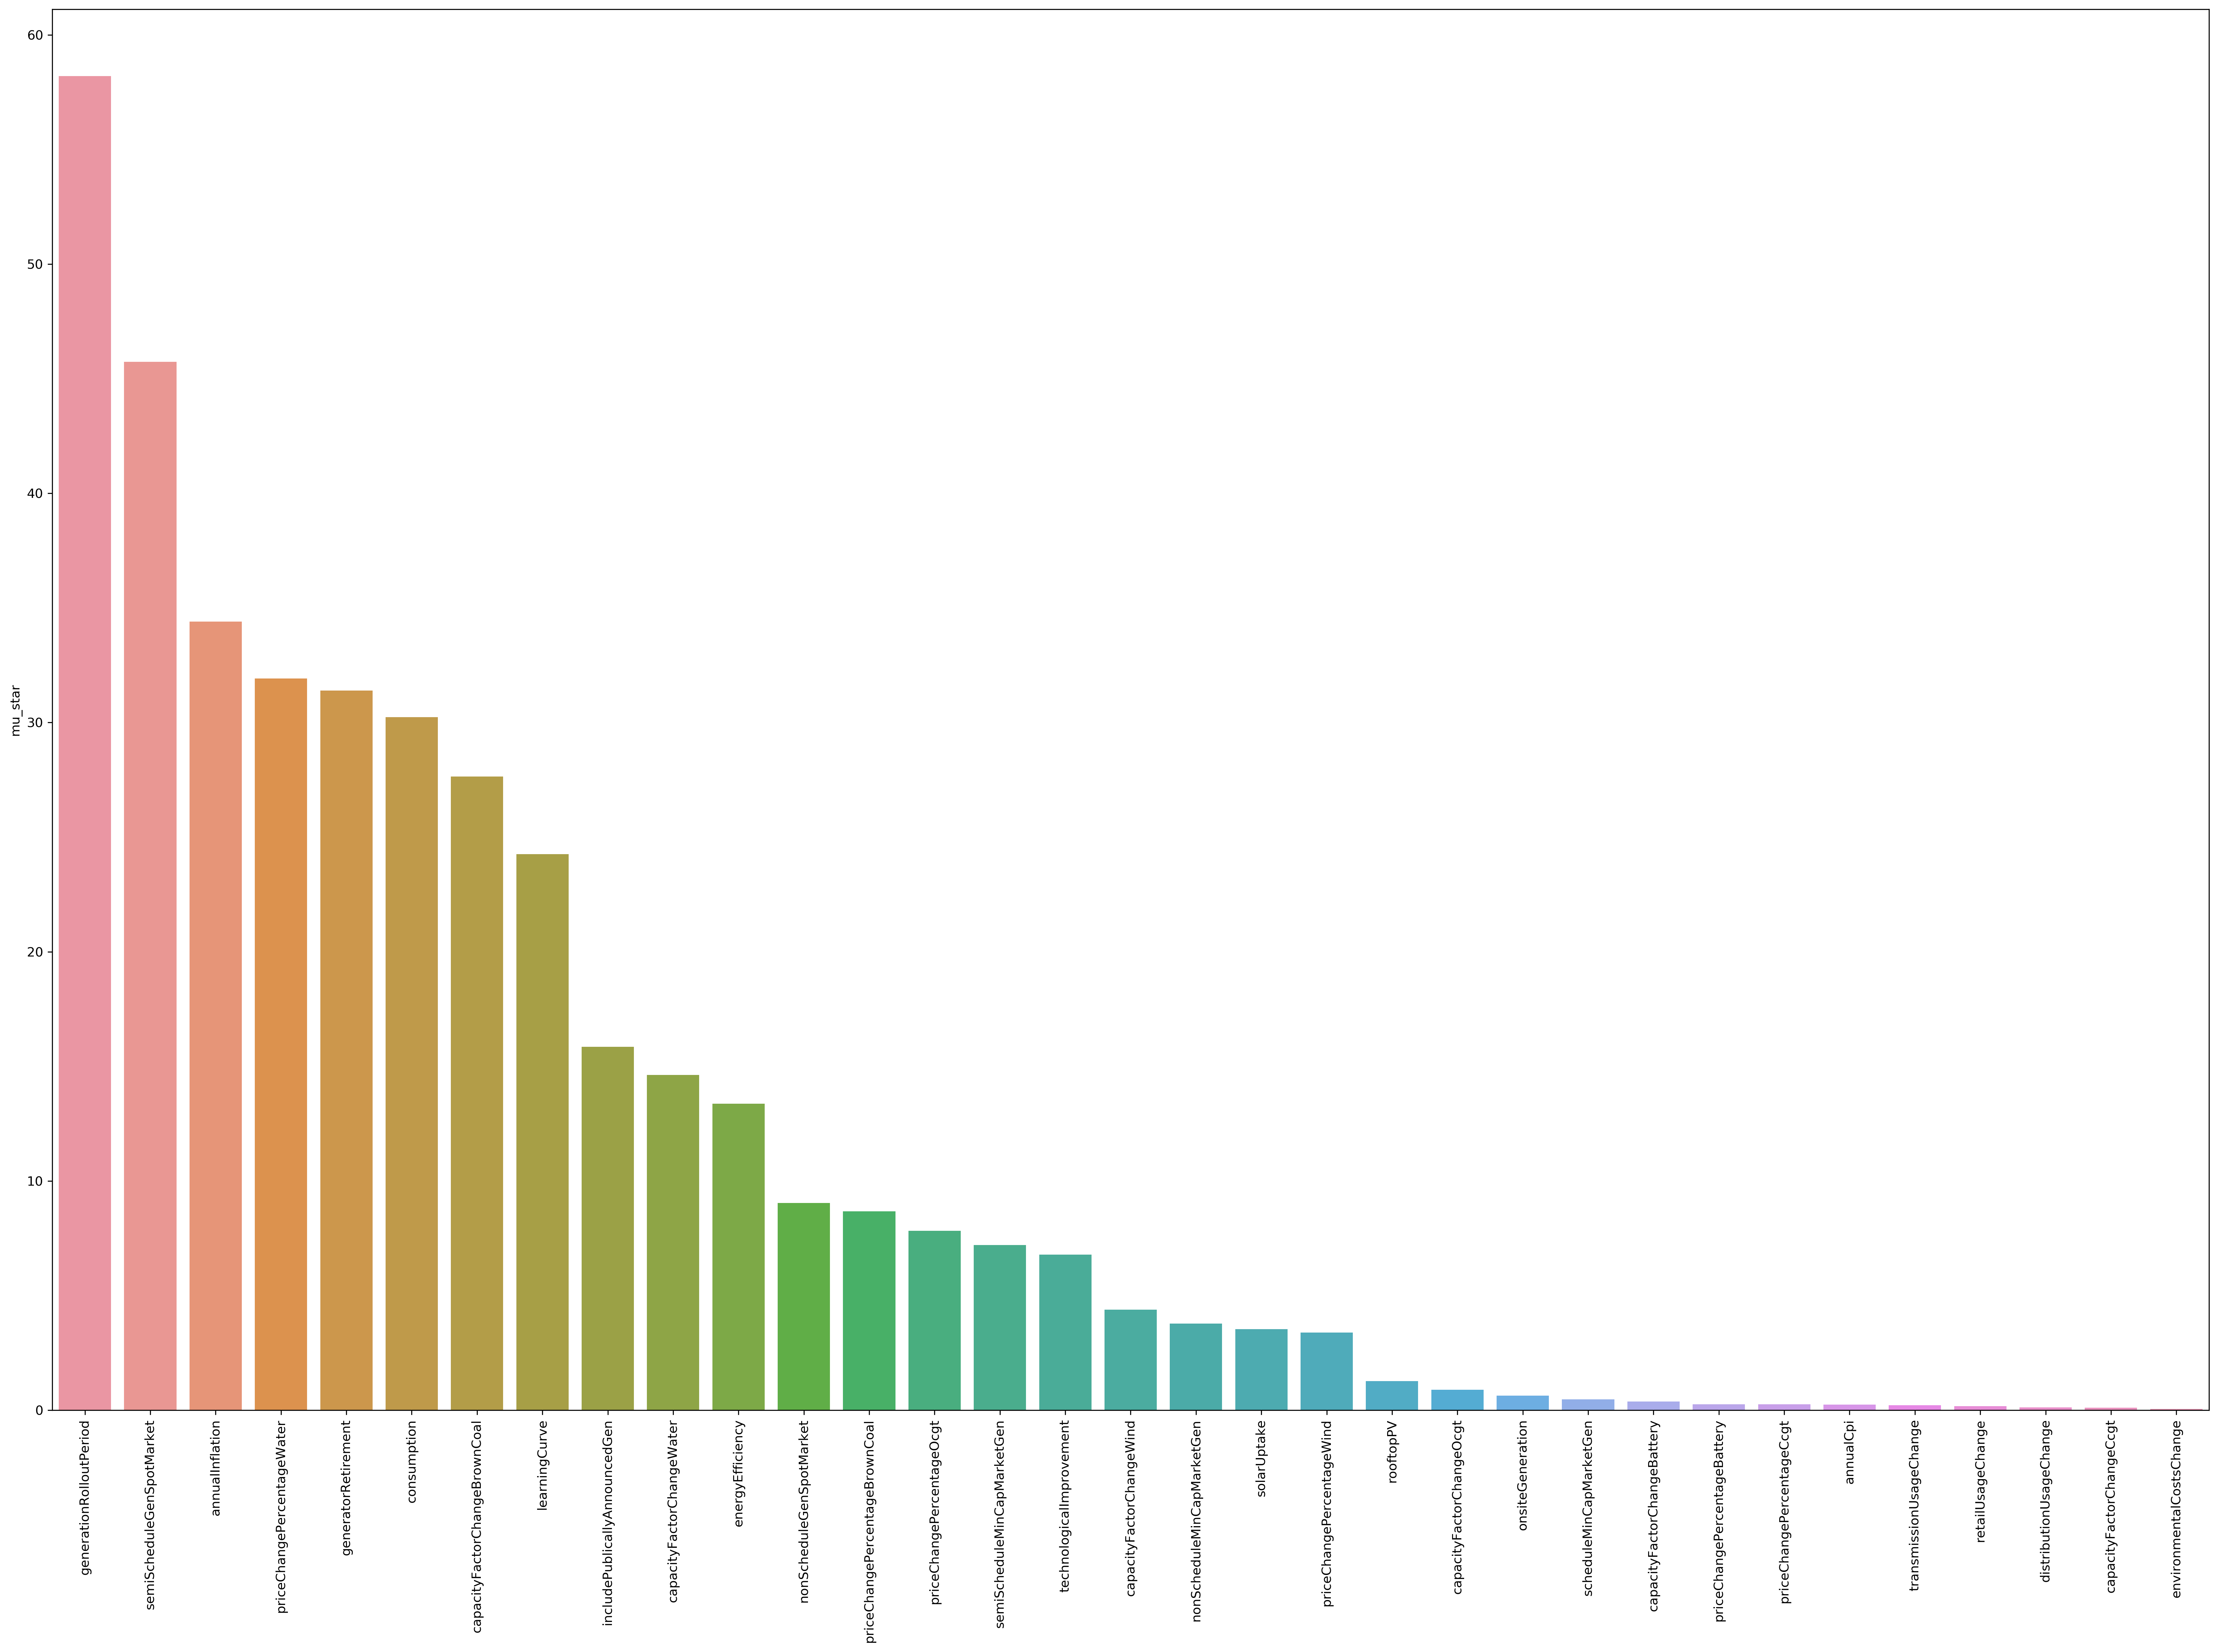 60
50
40
30
20
10
0
mu_star
generationRolloutPeriod
semiScheduleGenSpotMarket
annualInflation
priceChangePercentageWater
generatorRetirement
consumption
capacityFactorChangeBrownCoal
learningCurve
includePublicallyAnnouncedGen
capacityFactorChangeWater
energyEfficiency
nonScheduleGenSpotMarket
priceChangePercentageBrownCoal
priceChangePercentageOcgt
semiScheduleMinCapMarketGen
technologicalImprovement
capacityFactorChangeWind
nonScheduleMinCapMarketGen
solarUptake
priceChangePercentageWind
rooftopPV
capacityFactorChangeOcgt
onsiteGeneration
scheduleMinCapMarketGen
capacityFactorChangeBattery
priceChangePercentageBattery
priceChangePercentageCcgt
annualCpi
transmissionUsageChange
retailUsageChange
distributionUsageChange
capacityFactorChangeCcgt
environmentalCostsChange